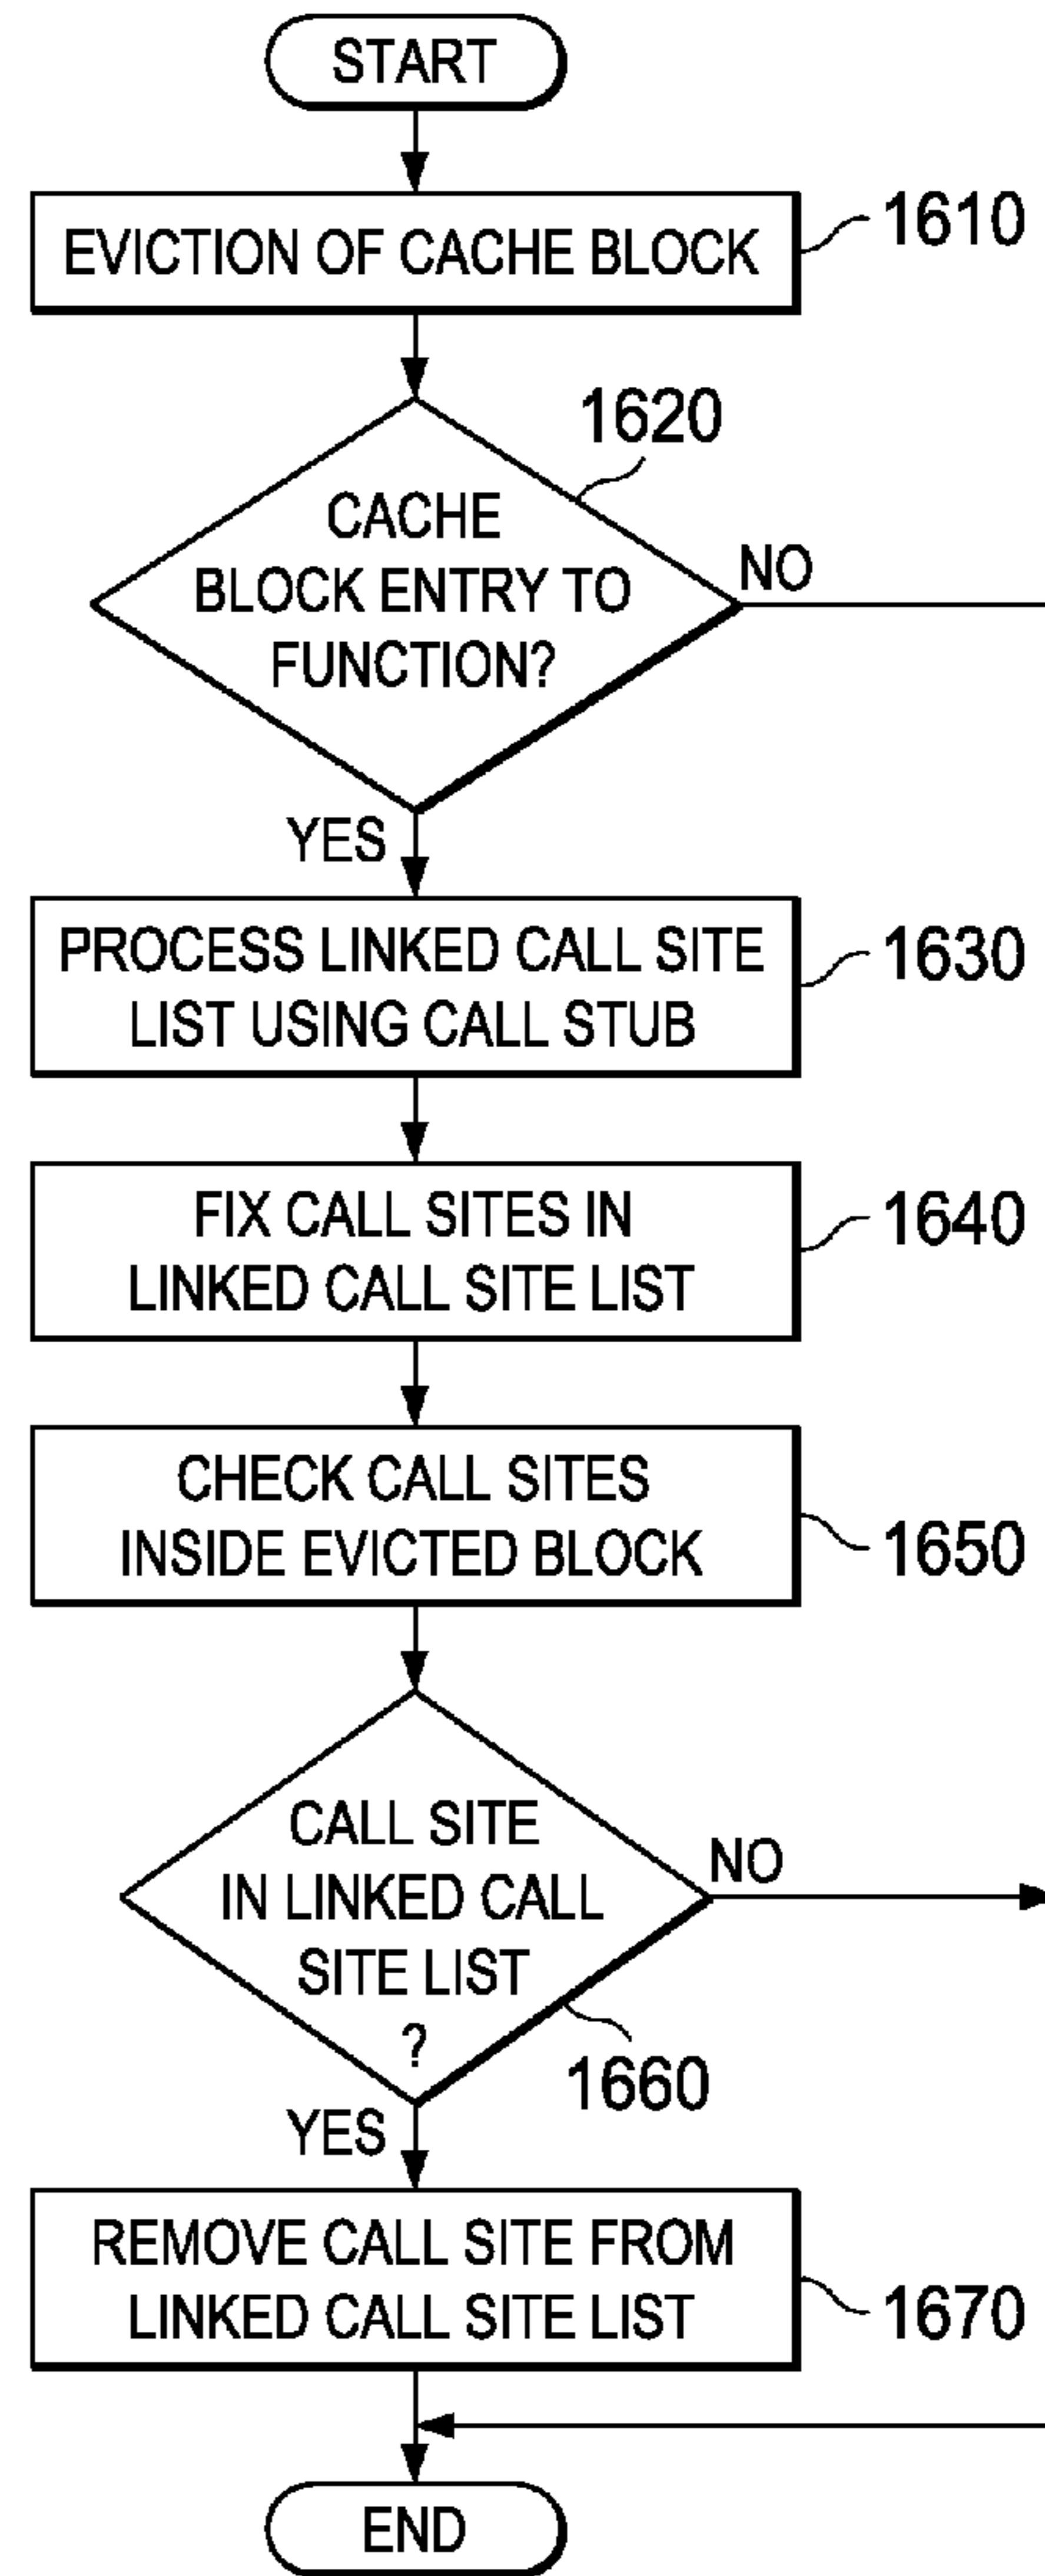 START
EVICTION OF CACHE BLOCK
1610
1620
CACHE
BLOCK ENTRY TO
FUNCTION?
NO
YES
PROCESS LINKED CALL SITE
LIST USING CALL STUB
1630
FIX CALL SITES IN
LINKED CALL SITE LIST
1640
CHECK CALL SITES
INSIDE EVICTED BLOCK
1650
CALL SITE
IN LINKED CALL
SITE LIST
?
NO
1660
YES
REMOVE CALL SITE FROM
LINKED CALL SITE LIST
1670
END